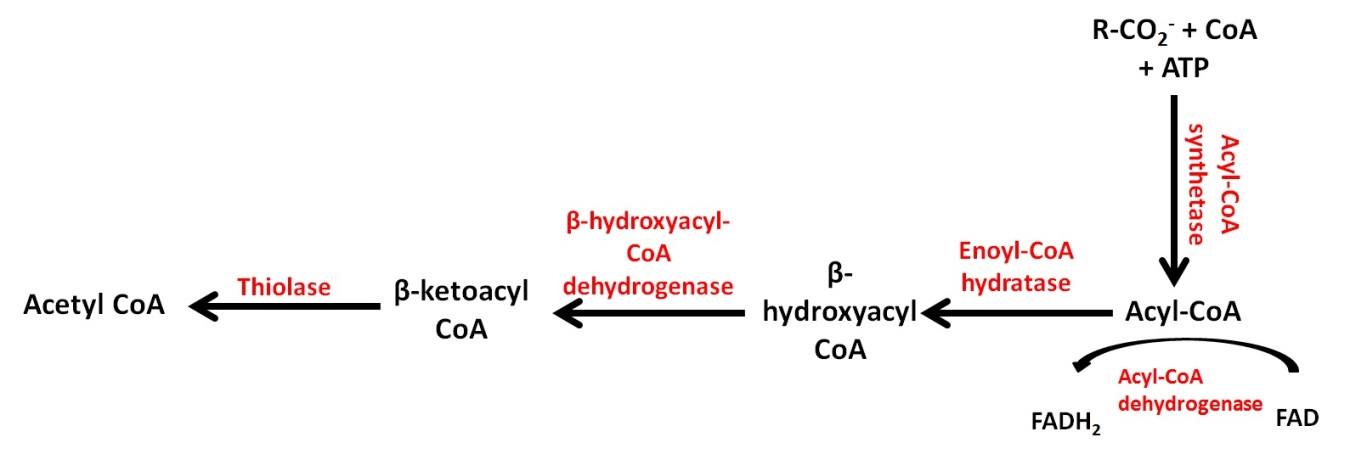 R-CO₂⁻ + CoA
+ ATP
Acyl-CoA
synthetase
β-hydroxyacyl-
CoA
dehydrogenase
Enoyl-CoA
hydratase
Thiolase
Acetyl CoA
β-ketoacyl
CoA
β-
hydroxyacyl
CoA
Acyl-CoA
Acyl-CoA
dehydrogenase
FADH₂
FAD